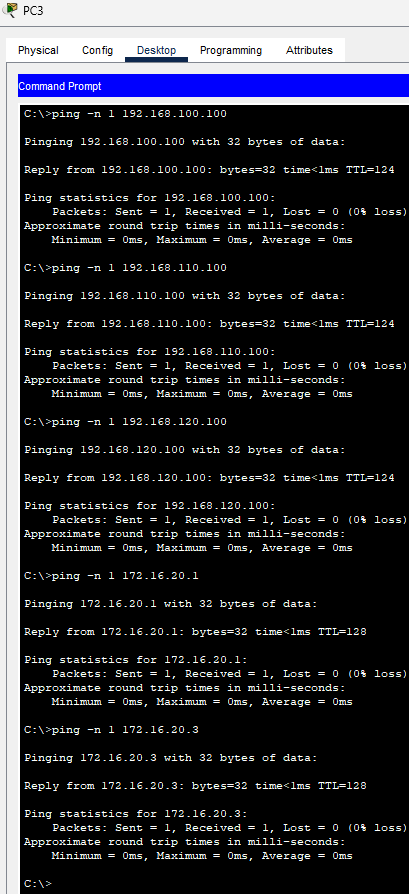 PC3
Physical Config Desktop Programming Attributes
Command Prompt
C:\>ping -n 1 192.168.100.100
Pinging 192.168.100.100 with 32 bytes of data:
Reply from 192.168.100.100: bytes=32 time<1ms TTL=124
Ping statistics for 192.168.100.100:
Packets: Sent = 1, Received = 1, Lost = 0 (0% loss)
Approximate round trip times in milli-seconds:
Minimum = 0ms, Maximum = 0ms, Average = 0ms
C:\>ping -n 1 192.168.110.100
Pinging 192.168.110.100 with 32 bytes of data:
Reply from 192.168.110.100: bytes=32 time<1ms TTL=124
Ping statistics for 192.168.110.100:
Packets: Sent = 1, Received = 1, Lost = 0 (0% loss)
Approximate round trip times in milli-seconds:
Minimum = 0ms, Maximum = 0ms, Average = 0ms
C:\>ping -n 1 192.168.120.100
Pinging 192.168.120.100 with 32 bytes of data:
Reply from 192.168.120.100: bytes=32 time<1ms TTL=124
Ping statistics for 192.168.120.100:
Packets: Sent = 1, Received = 1, Lost = 0 (0% loss)
Approximate round trip times in milli-seconds:
Minimum = 0ms, Maximum = 0ms, Average = 0ms
C:\>ping -n 1 172.16.20.1
Pinging 172.16.20.1 with 32 bytes of data:
Reply from 172.16.20.1: bytes=32 time<1ms TTL=128
Ping statistics for 172.16.20.1:
Packets: Sent = 1, Received = 1, Lost = 0 (0% loss)
Approximate round trip times in milli-seconds:
Minimum = 0ms, Maximum = 0ms, Average = 0ms
C:\>ping -n 1 172.16.20.3
Pinging 172.16.20.3 with 32 bytes of data:
Reply from 172.16.20.3: bytes=32 time<1ms TTL=128
Ping statistics for 172.16.20.3:
Packets: Sent = 1, Received = 1, Lost = 0 (0% loss)
Approximate round trip times in milli-seconds:
Minimum = 0ms, Maximum = 0ms, Average = 0ms
C:\>